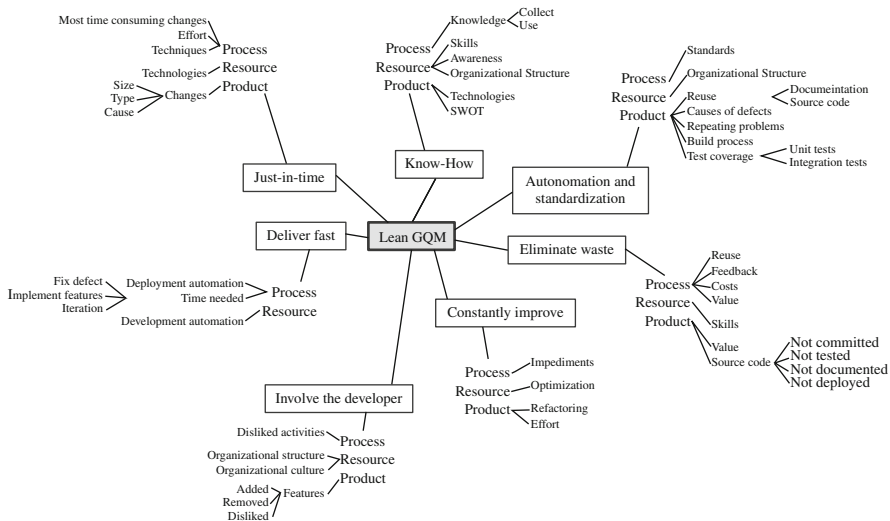 Most time consuming changes
Effort
Techniques
Process
Technologies
Resource
Product
Size
Type
Cause
Changes
Just-in-time
Knowledge
Collect
Use
Process
Skills
Resource
Awareness
Organizational Structure
Product
Technologies
SWOT
Know-How
Standards
Process
Organizational Structure
Resource
Reuse
Documeintation
Source code
Product
Causes of defects
Repeating problems
Build process
Test coverage
Unit tests
Integration tests
Autonomation and
standardization
Lean GQM
Deliver fast
Deployment automation
Fix defect
Implement features
Iteration
Time needed
Process
Development automation
Resource
Eliminate waste
Reuse
Feedback
Process
Costs
Value
Resource
Skills
Product
Value
Source code
Not committed
Not tested
Not documented
Not deployed
Constantly improve
Process
Impediments
Resource
Optimization
Product
Refactoring
Effort
Involve the developer
Disliked activities
Process
Organizational structure
Resource
Organizational culture
Product
Features
Added
Removed
Disliked